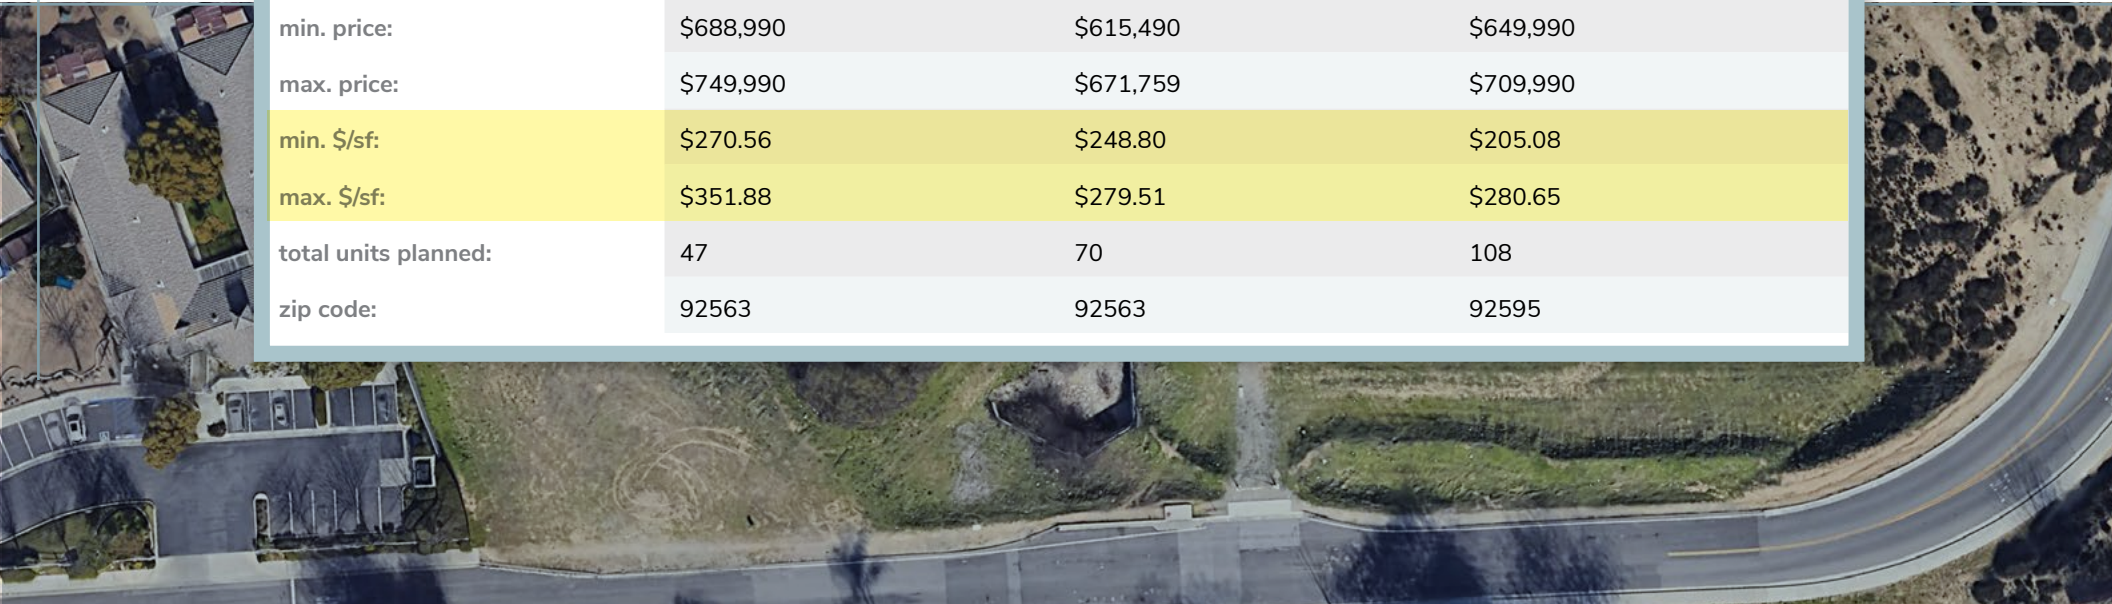 min. price: $688,990 $615,490 $649,990
max. price: $749,990 $671,759 $709,990
min. $/sf: $270.56 $248.80 $205.08
max. $/sf: $351.88 $279.51 $280.65
total units planned: 47 70 108
zip code: 92563 92563 92595